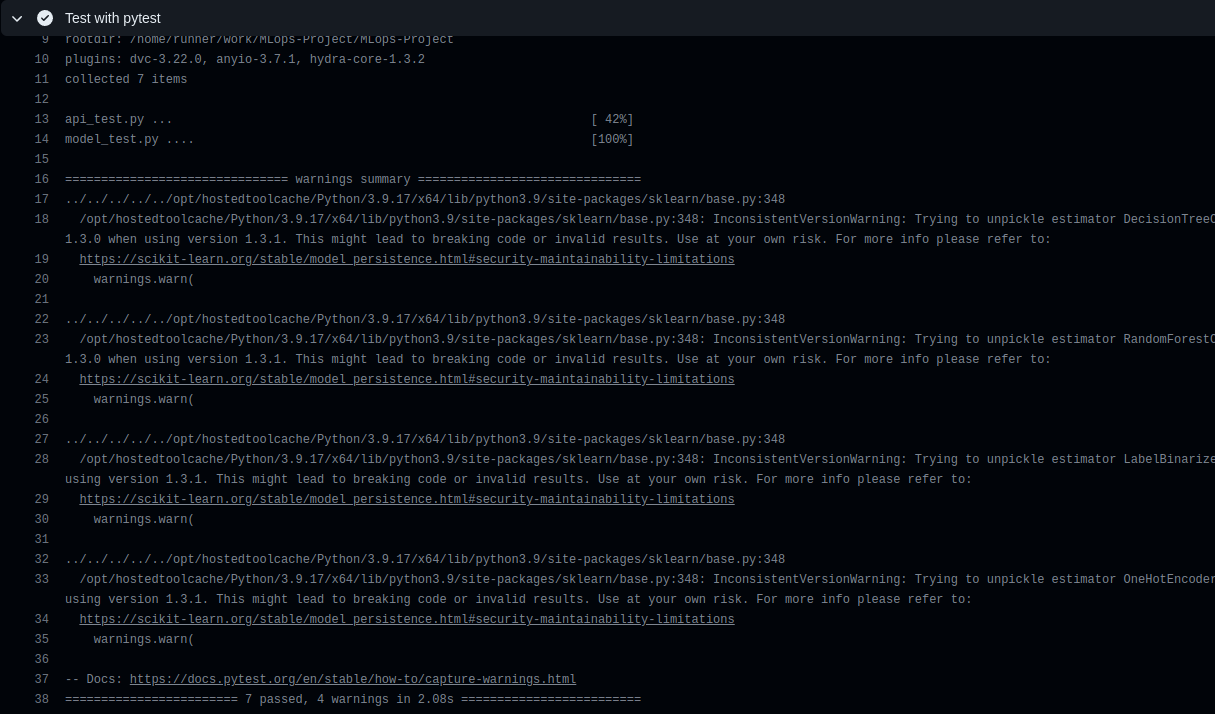 Test with pytest
9 rootdir: /home/runner/work/MLops-Project/MLops-Project
10 plugins: dvc-3.22.0, anyio-3.7.1, hydra-core-1.3.2
11 collected 7 items
12
13 api_test.py ... [ 42%]
14 model_test.py .... [100%]
15
16 =============================== warnings summary ===============================
17 ../../../../../opt/hostedtoolcache/Python/3.9.17/x64/lib/python3.9/site-packages/sklearn/base.py:348
18 /opt/hostedtoolcache/Python/3.9.17/x64/lib/python3.9/site-packages/sklearn/base.py:348: InconsistentVersionWarning: Trying to unpickle estimator DecisionTreeC
1.3.0 when using version 1.3.1. This might lead to breaking code or invalid results. Use at your own risk. For more info please refer to:
19 https://scikit-learn.org/stable/model_persistence.html#security-maintainability-limitations
20 warnings.warn(
21
22 ../../../../../opt/hostedtoolcache/Python/3.9.17/x64/lib/python3.9/site-packages/sklearn/base.py:348
23 /opt/hostedtoolcache/Python/3.9.17/x64/lib/python3.9/site-packages/sklearn/base.py:348: InconsistentVersionWarning: Trying to unpickle estimator RandomForestC
1.3.0 when using version 1.3.1. This might lead to breaking code or invalid results. Use at your own risk. For more info please refer to:
24 https://scikit-learn.org/stable/model_persistence.html#security-maintainability-limitations
25 warnings.warn(
26
27 ../../../../../opt/hostedtoolcache/Python/3.9.17/x64/lib/python3.9/site-packages/sklearn/base.py:348
28 /opt/hostedtoolcache/Python/3.9.17/x64/lib/python3.9/site-packages/sklearn/base.py:348: InconsistentVersionWarning: Trying to unpickle estimator LabelBinarize
using version 1.3.1. This might lead to breaking code or invalid results. Use at your own risk. For more info please refer to:
29 https://scikit-learn.org/stable/model_persistence.html#security-maintainability-limitations
30 warnings.warn(
31
32 ../../../../../opt/hostedtoolcache/Python/3.9.17/x64/lib/python3.9/site-packages/sklearn/base.py:348
33 /opt/hostedtoolcache/Python/3.9.17/x64/lib/python3.9/site-packages/sklearn/base.py:348: InconsistentVersionWarning: Trying to unpickle estimator OneHotEncoder
using version 1.3.1. This might lead to breaking code or invalid results. Use at your own risk. For more info please refer to:
34 https://scikit-learn.org/stable/model_persistence.html#security-maintainability-limitations
35 warnings.warn(
36
37 -- Docs: https://docs.pytest.org/en/stable/how-to/capture-warnings.html
38 ======================== 7 passed, 4 warnings in 2.08s =========================